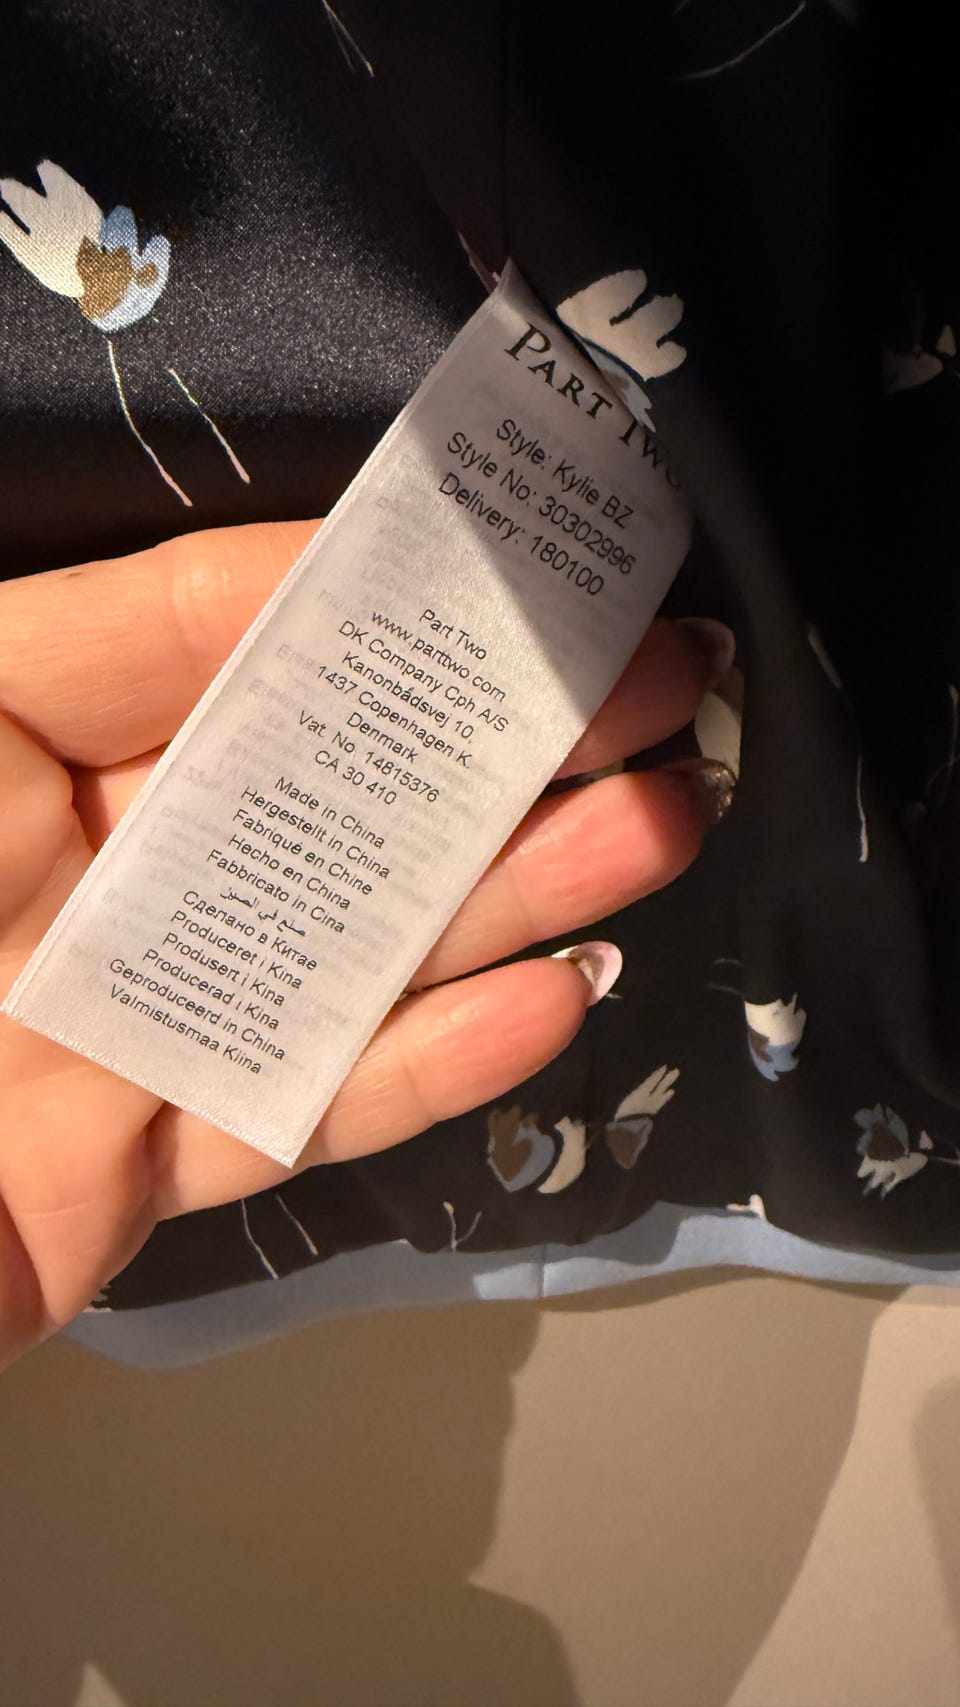 PART TWO
Style: Kylie BZ
Style No: 30302996
Delivery: 180100
Part Two
www.parttwo.com
DK Company Cph A/S
Kanonbådsvej 10,
1437 Copenhagen K.
Denmark
Vat. No. 14815376
CA 30 410
Made in China
Hergestellt in China
Fabriqué en Chine
Hecho en China
Fabbricato in Cina
صنع في الصين
Сделано в Китае
Produceret i Kina
Produsert i Kina
Producerad i Kina
Geproduceerd in China
Valmistusmaa Kiina